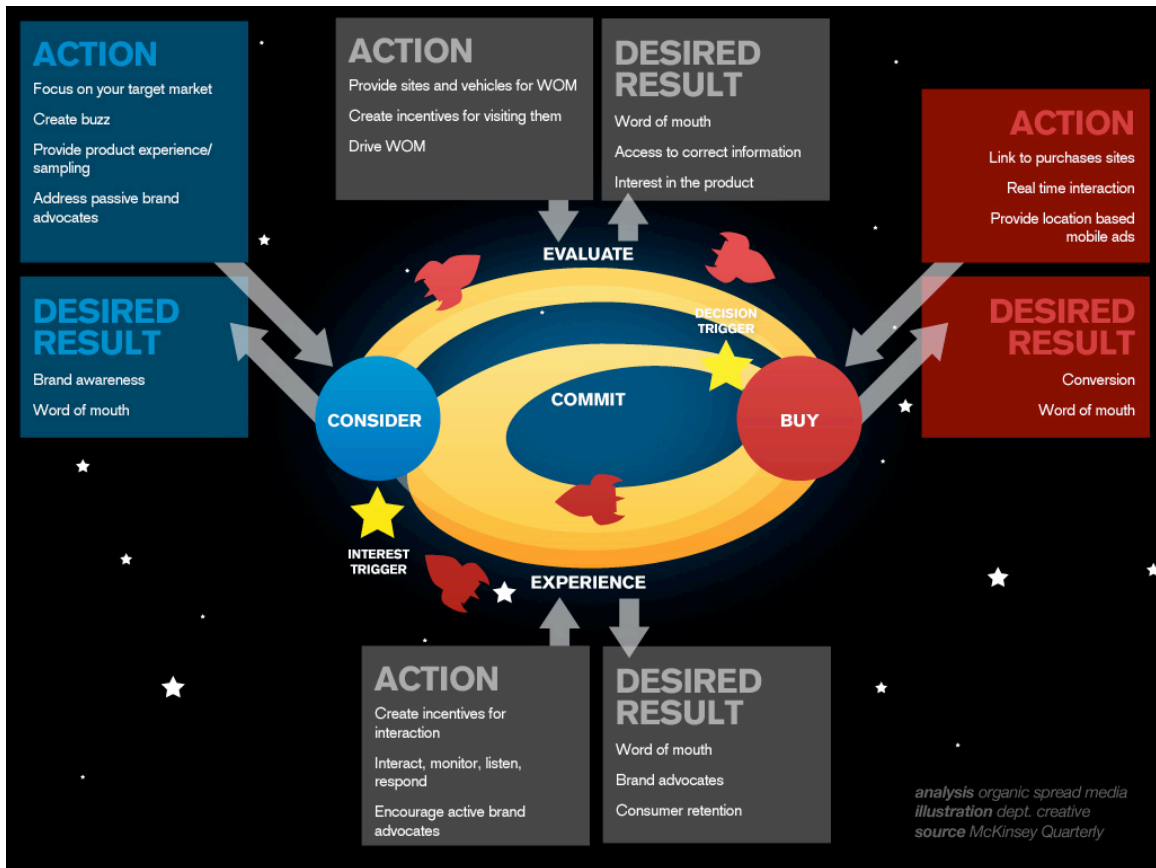 ACTION
Focus on your target market
Create buzz
Provide product experience/
sampling
Address passive brand
advocates
DESIRED
RESULT
Brand awareness
Word of mouth
ACTION
Provide sites and vehicles for WOM
Create incentives for visiting them
Drive WOM
DESIRED
RESULT
Word of mouth
Access to correct information
Interest in the product
ACTION
Link to purchases sites
Real time interaction
Provide location based
mobile ads
DESIRED
RESULT
Conversion
Word of mouth
EVALUATE
DECISION
TRIGGER
CONSIDER
COMMIT
BUY
INTEREST
TRIGGER
EXPERIENCE
ACTION
Create incentives for
interaction
Interact, monitor, listen,
respond
Encourage active brand
advocates
DESIRED
RESULT
Word of mouth
Brand advocates
Consumer retention
analysis organic spread media
illustration dept. creative
source McKinsey Quarterly